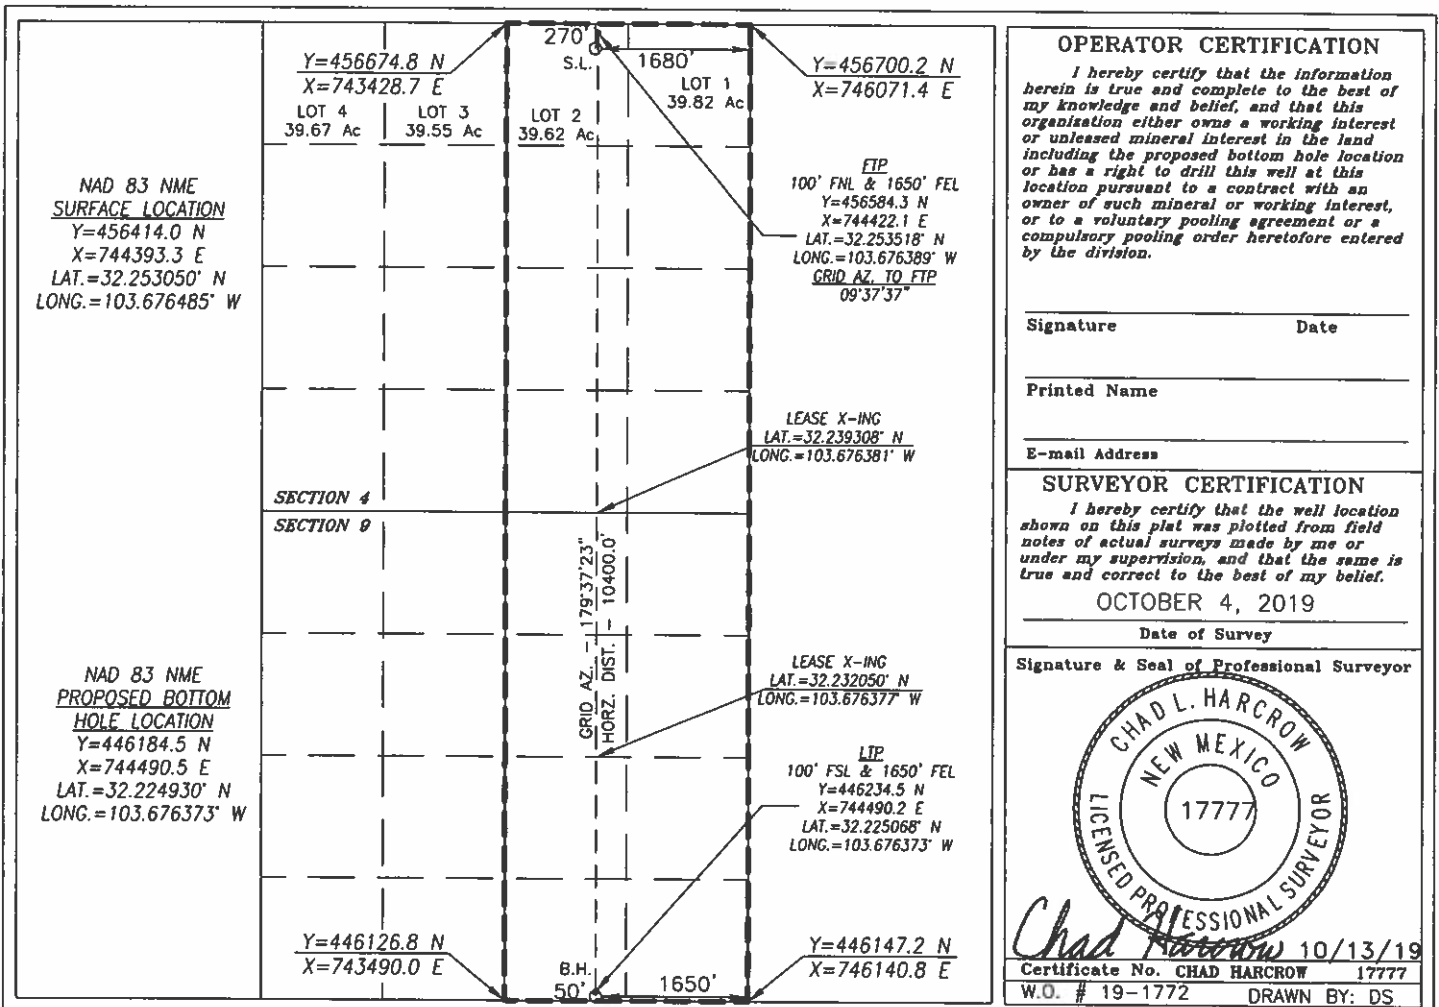 NAD 83 NME
SURFACE LOCATION
Y=456414.0 N
X=744393.3 E
LAT.=32.253050° N
LONG.=103.676485° W
NAD 83 NME
PROPOSED BOTTOM
HOLE LOCATION
Y=446184.5 N
X=744490.5 E
LAT.=32.224930° N
LONG.=103.676373° W
Y=456674.8 N
X=743428.7 E
LOT 4
39.67 Ac
LOT 3
39.55 Ac
LOT 2
39.62 Ac
LOT 1
39.82 Ac
270'
S.L.
1680'
Y=456700.2 N
X=746071.4 E
FTP
100' FNL & 1650' FEL
Y=456584.3 N
X=744422.1 E
LAT.=32.253518° N
LONG.=103.676389° W
GRID AZ. TO FTP
09°37'37"
LEASE X-ING
LAT.=32.239308° N
LONG.=103.676381° W
SECTION 4
SECTION 9
GRID AZ. - 179°37'23"
HORZ. DIST. - 10400.0'
LEASE X-ING
LAT.=32.232050° N
LONG.=103.676377° W
LTP
100' FSL & 1650' FEL
Y=446234.5 N
X=744490.2 E
LAT.=32.225068° N
LONG.=103.676373° W
Y=446126.8 N
X=743490.0 E
B.H.
50'
1650'
Y=446147.2 N
X=746140.8 E
OPERATOR CERTIFICATION
I hereby certify that the information
herein is true and complete to the best of
my knowledge and belief, and that this
organization either owns a working interest
or unleased mineral interest in the land
including the proposed bottom hole location
or has a right to drill this well at this
location pursuant to a contract with an
owner of such mineral or working interest,
or to a voluntary pooling agreement or a
compulsory pooling order heretofore entered
by the division.
Signature Date
Printed Name
E-mail Address
SURVEYOR CERTIFICATION
I hereby certify that the well location
shown on this plat was plotted from field
notes of actual surveys made by me or
under my supervision, and that the same is
true and correct to the best of my belief.
OCTOBER 4, 2019
Date of Survey
Signature & Seal of Professional Surveyor
CHAD L. HARCROW
NEW MEXICO
17777
LICENSED PROFESSIONAL SURVEYOR
Chad Harcrow 10/13/19
Certificate No. CHAD HARCROW 17777
W.O. # 19-1772 DRAWN BY: DS